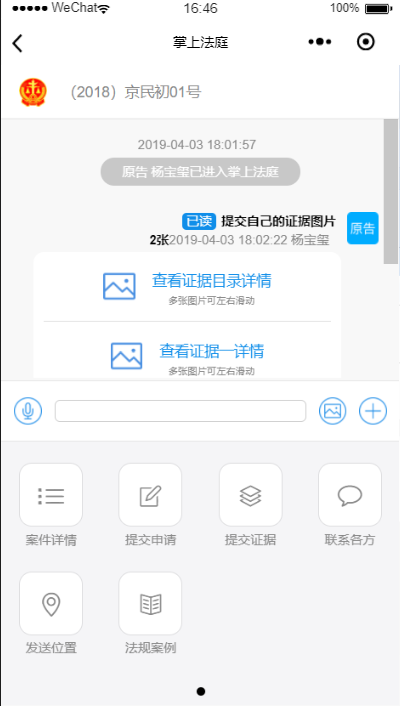 WeChat 16:46 100%
掌上法庭
（2018）京民初01号
2019-04-03 18:01:57
原告 杨宝玺已进入掌上法庭
已读 提交自己的证据图片 原告
2张2019-04-03 18:02:22 杨宝玺
查看证据目录详情
多张图片可左右滑动
查看证据一详情
多张图片可左右滑动
案件详情 提交申请 提交证据 联系各方
发送位置 法规案例